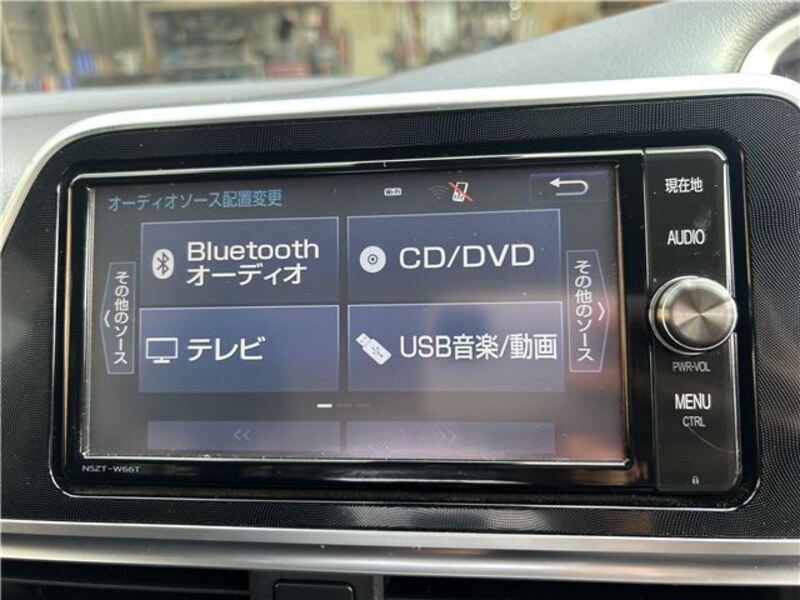 オーディオソース配置変更
Wi-Fi
現在地
Bluetooth
オーディオ
CD/DVD
AUDIO
その他のソース
その他のソース
テレビ
USB音楽/動画
PWR-VOL
MENU
CTRL
<<
>>
NSZT-W66T